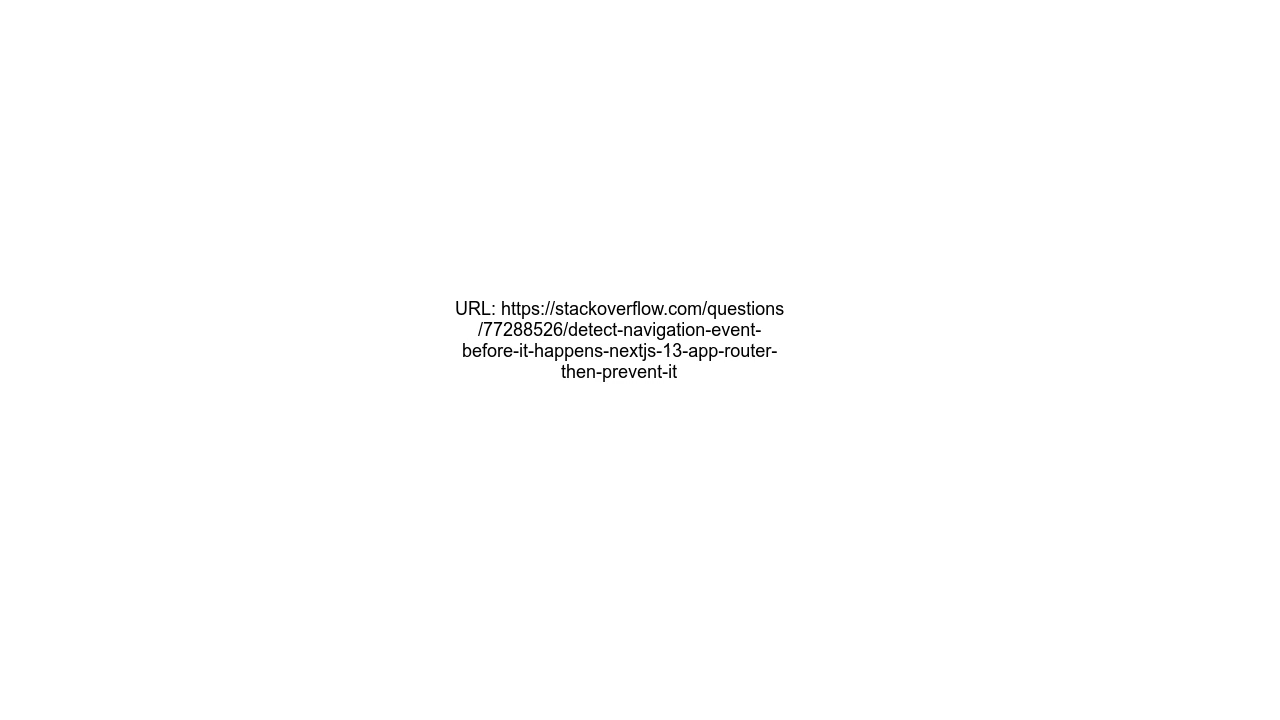 URL: https://stackoverflow.com/questions
/77288526/detect-navigation-event-
before-it-happens-nextjs-13-app-router-
then-prevent-it